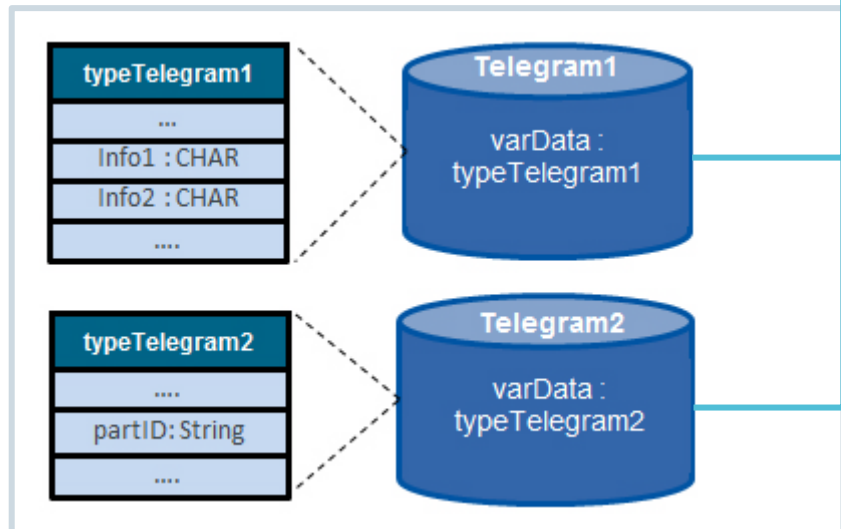 typeTelegram1
...
Info1 : CHAR
Info2 : CHAR
....
Telegram1
varData :
typeTelegram1
typeTelegram2
....
partID: String
....
Telegram2
varData :
typeTelegram2